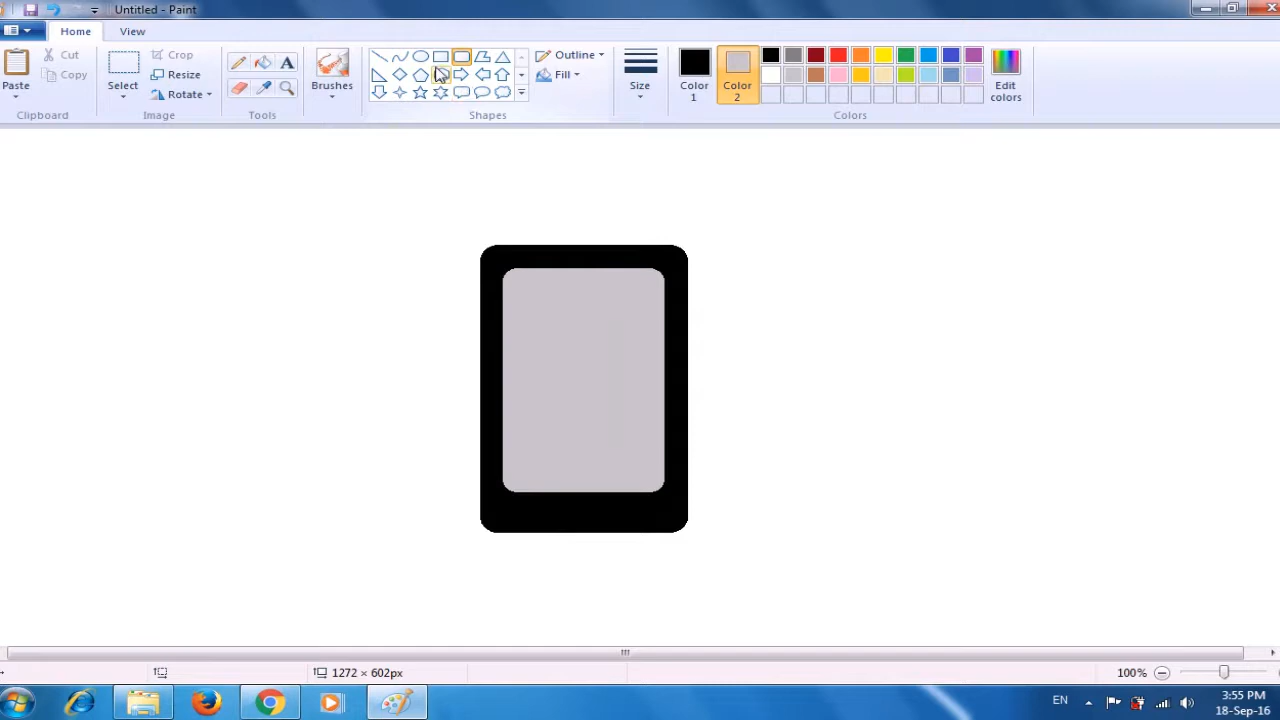 Untitled - Paint
Home View
Paste
Cut
Copy
Clipboard
Select
Crop
Resize
Rotate
Image
A
Tools
Brushes
Shapes
Outline
Fill
Size
Color 1
Color 2
Edit colors
Colors
1272 × 602px
100%
EN
3:55 PM
18-Sep-16